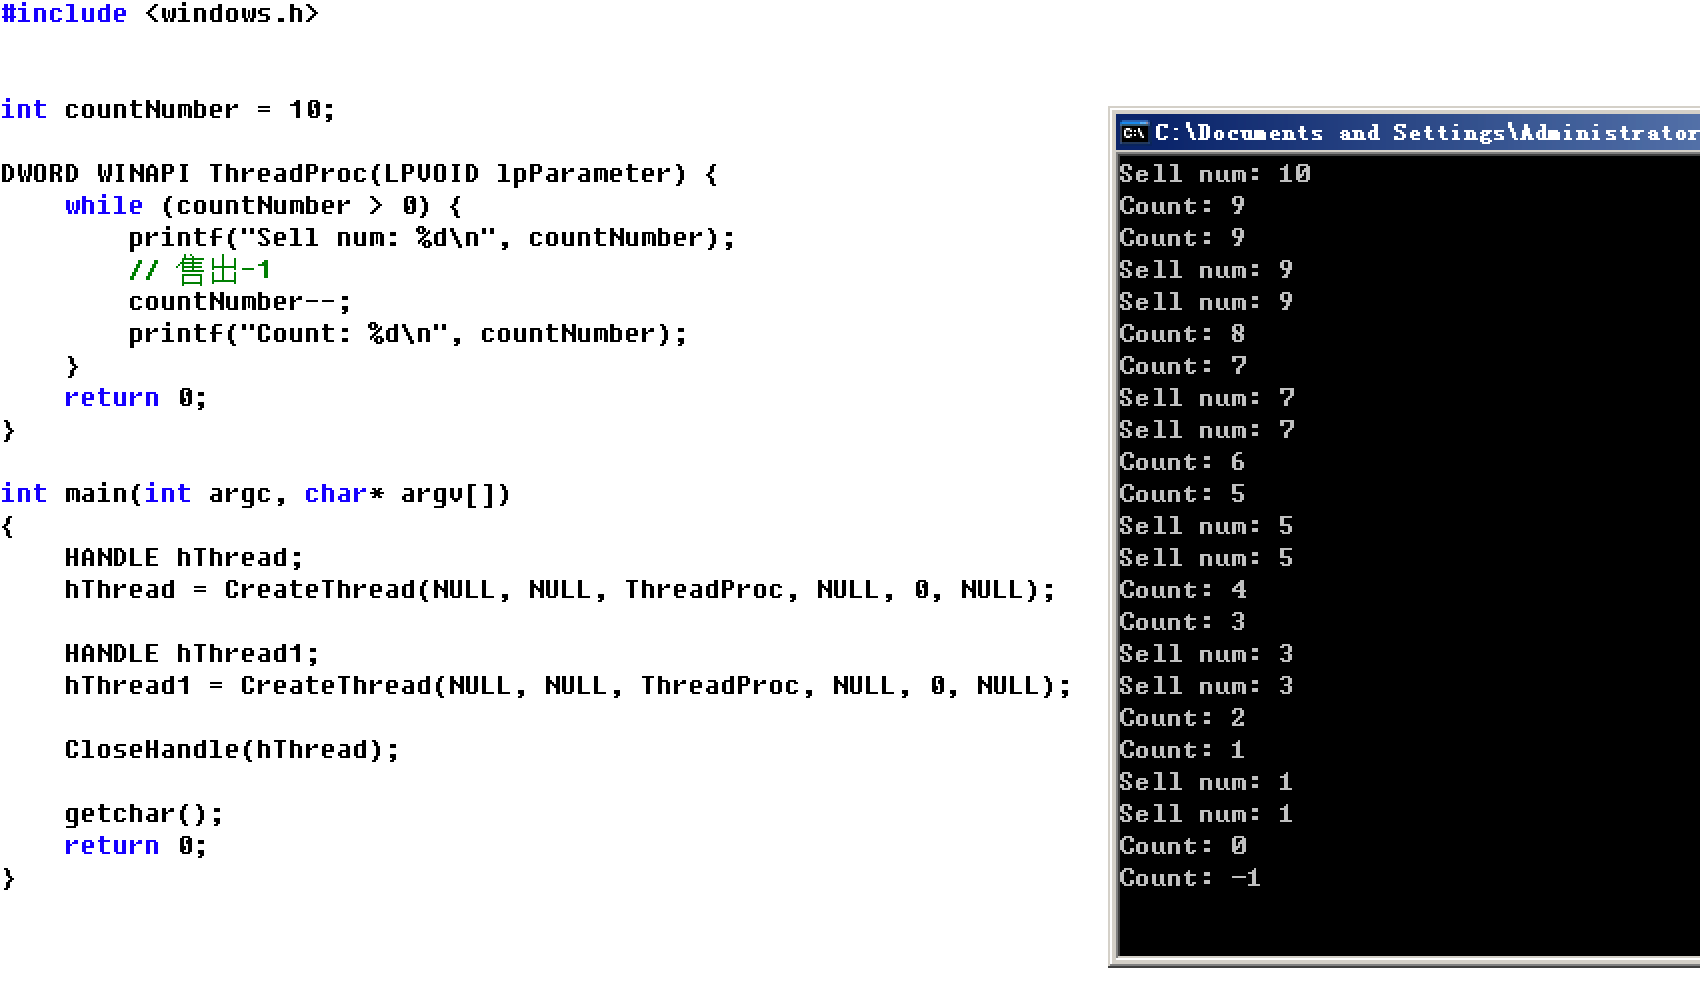 #include <windows.h>
int countNumber = 10;
DWORD WINAPI ThreadProc(LPVOID lpParameter) {
    while (countNumber > 0) {
        printf("Sell num: %d\n", countNumber);
        // 售出-1
        countNumber--;
        printf("Count: %d\n", countNumber);
    }
    return 0;
}
int main(int argc, char* argv[])
{
    HANDLE hThread;
    hThread = CreateThread(NULL, NULL, ThreadProc, NULL, 0, NULL);
    HANDLE hThread1;
    hThread1 = CreateThread(NULL, NULL, ThreadProc, NULL, 0, NULL);
    CloseHandle(hThread);
    getchar();
    return 0;
}
C:\Documents and Settings\Administrator
Sell num: 10
Count: 9
Count: 9
Sell num: 9
Sell num: 9
Count: 8
Count: 7
Sell num: 7
Sell num: 7
Count: 6
Count: 5
Sell num: 5
Sell num: 5
Count: 4
Count: 3
Sell num: 3
Sell num: 3
Count: 2
Count: 1
Sell num: 1
Sell num: 1
Count: 0
Count: -1